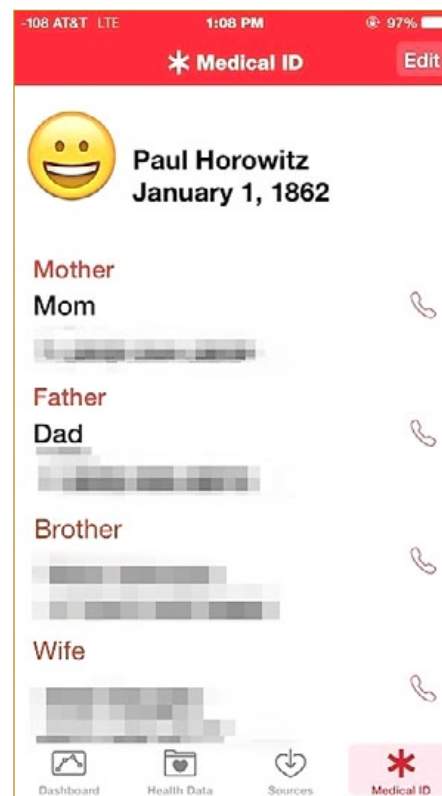 -108 AT&T LTE 1:08 PM 97%
Medical ID Edit
Paul Horowitz
January 1, 1862
Mother
Mom
Father
Dad
Brother
Wife
Dashboard Health Data Sources Medical ID